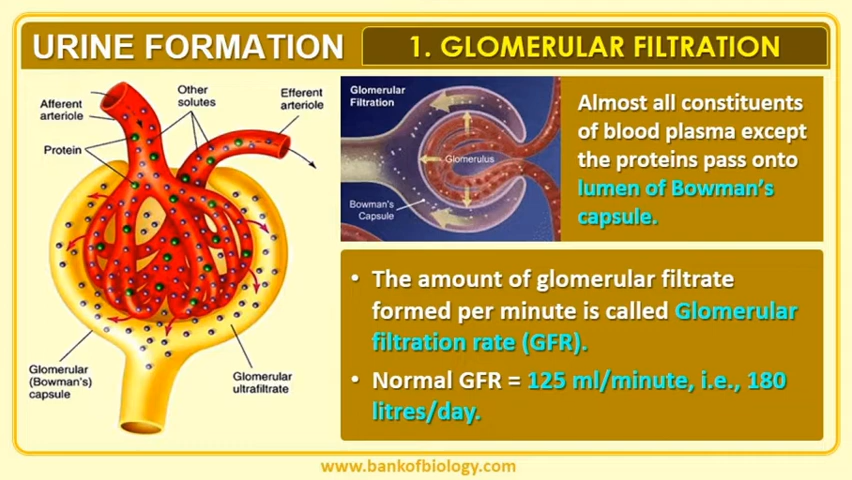 URINE FORMATION
1. GLOMERULAR FILTRATION
Afferent
arteriole
Other
solutes
Efferent
arteriole
Protein
Glomerular
(Bowman's)
capsule
Glomerular
ultrafiltrate
Glomerular
Filtration
Glomerulus
Bowman's
Capsule
Almost all constituents
of blood plasma except
the proteins pass onto
lumen of Bowman's
capsule.
• The amount of glomerular filtrate
formed per minute is called Glomerular
filtration rate (GFR).
• Normal GFR = 125 ml/minute, i.e., 180
litres/day.
www.bankofbiology.com